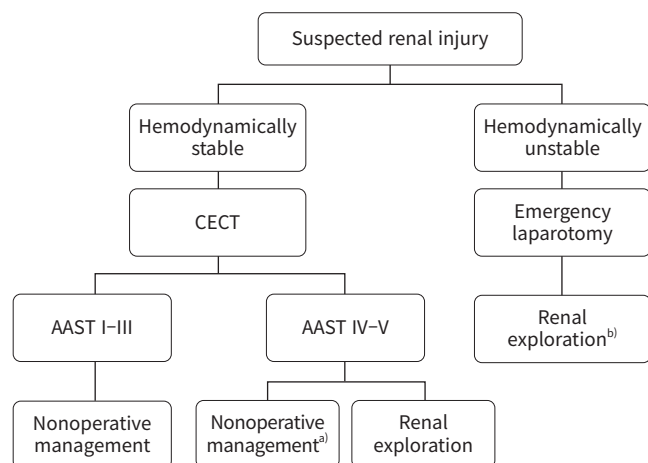 Suspected renal injury
Hemodynamically
stable
Hemodynamically
unstable
CECT
Emergency
laparotomy
AAST I–III
AAST IV–V
Renal
exploration b)
Nonoperative
management
Nonoperative
management a)
Renal
exploration